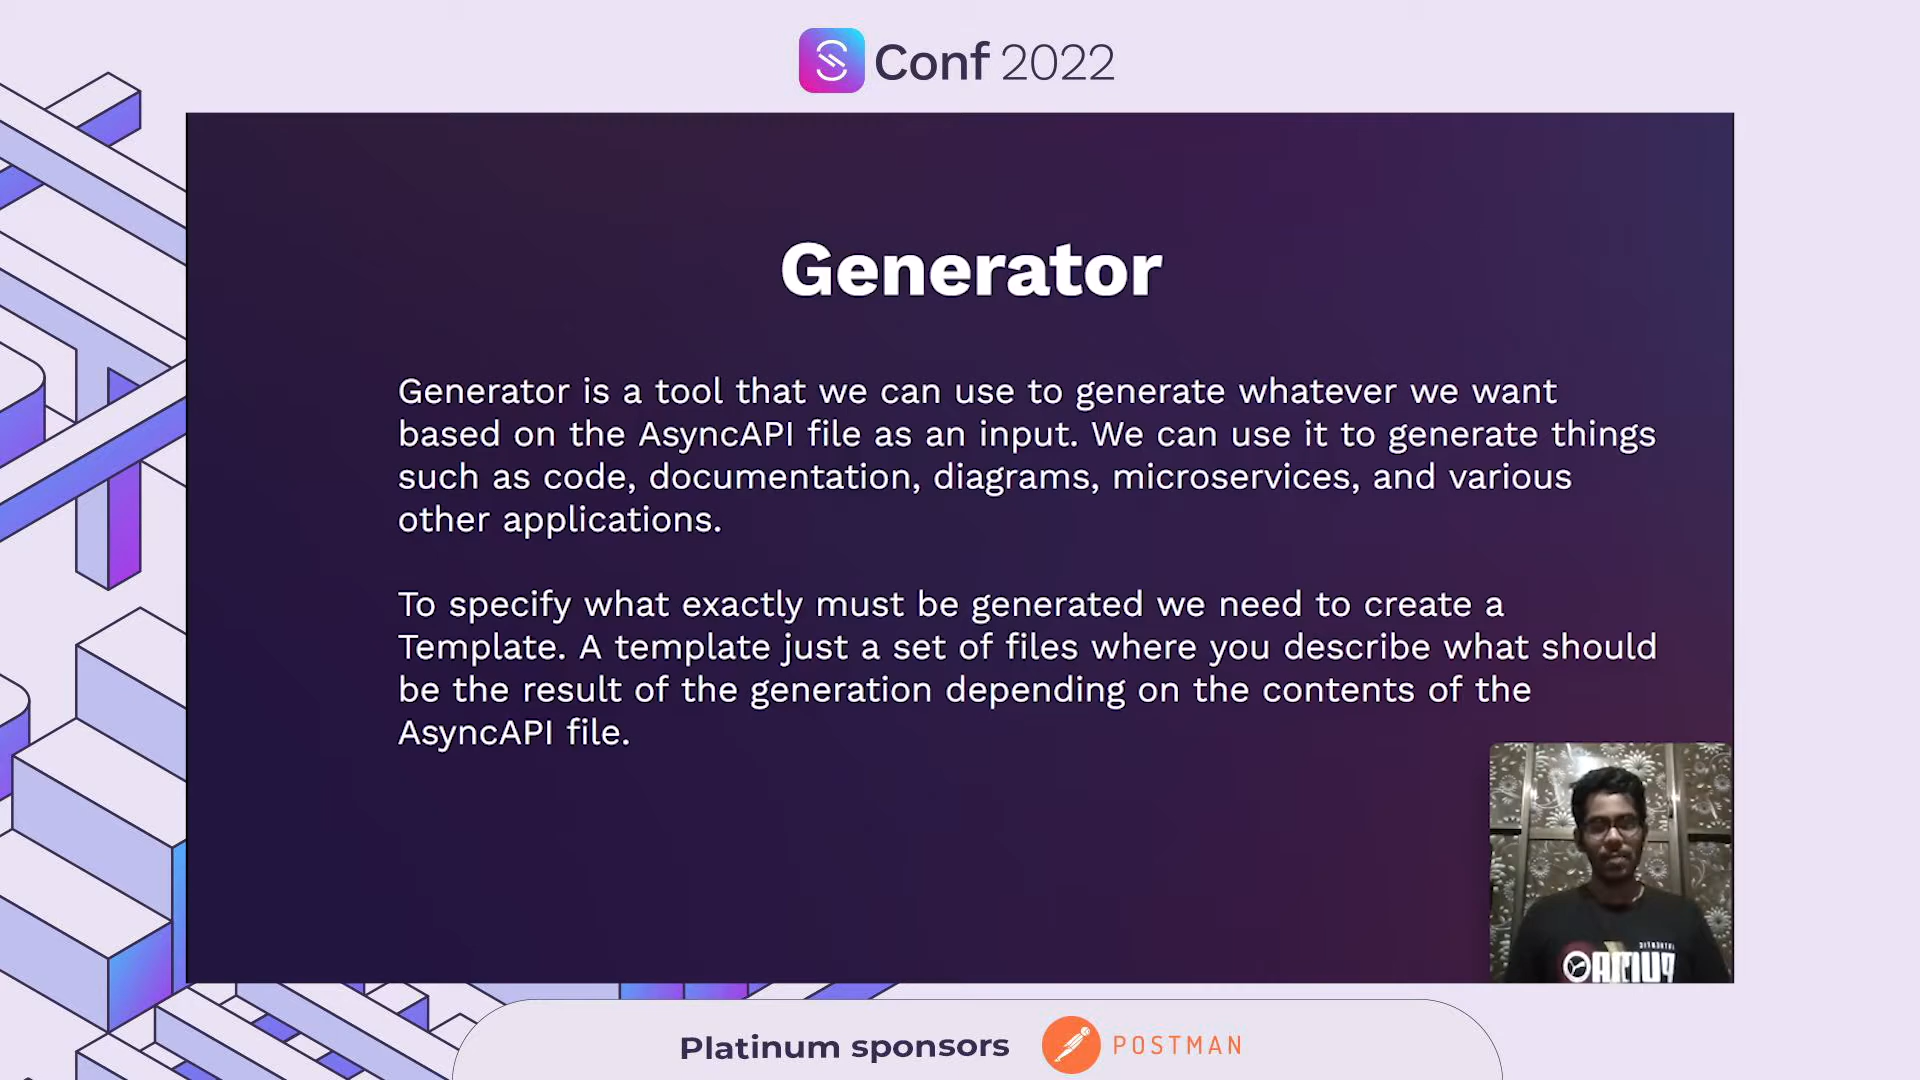 Conf 2022
Generator
Generator is a tool that we can use to generate whatever we want
based on the AsyncAPI file as an input. We can use it to generate things
such as code, documentation, diagrams, microservices, and various
other applications.
To specify what exactly must be generated we need to create a
Template. A template just a set of files where you describe what should
be the result of the generation depending on the contents of the
AsyncAPI file.
Platinum sponsors
POSTMAN